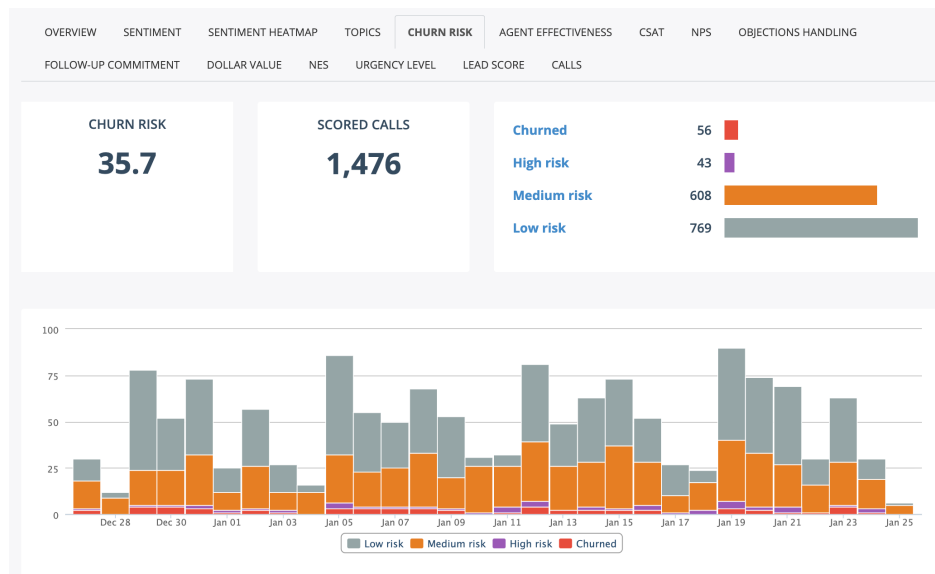 OVERVIEW SENTIMENT SENTIMENT HEATMAP TOPICS CHURN RISK AGENT EFFECTIVENESS CSAT NPS OBJECTIONS HANDLING
FOLLOW-UP COMMITMENT DOLLAR VALUE NES URGENCY LEVEL LEAD SCORE CALLS
CHURN RISK
35.7
SCORED CALLS
1,476
Churned 56
High risk 43
Medium risk 608
Low risk 769
100
75
50
25
0
Dec 28 Dec 30 Jan 01 Jan 03 Jan 05 Jan 07 Jan 09 Jan 11 Jan 13 Jan 15 Jan 17 Jan 19 Jan 21 Jan 23 Jan 25
Low risk Medium risk High risk Churned